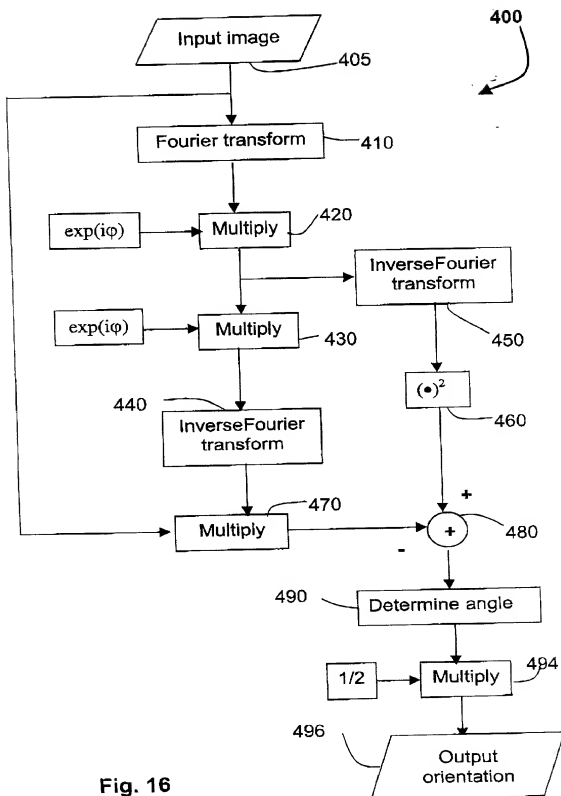 400
Input image
405
Fourier transform
410
420
exp(iφ)
Multiply
InverseFourier
transform
450
exp(iφ)
Multiply
430
(•)²
460
440
InverseFourier
transform
470
Multiply
+
+
480
-
490
Determine angle
1/2
Multiply
494
496
Output
orientation
Fig. 16